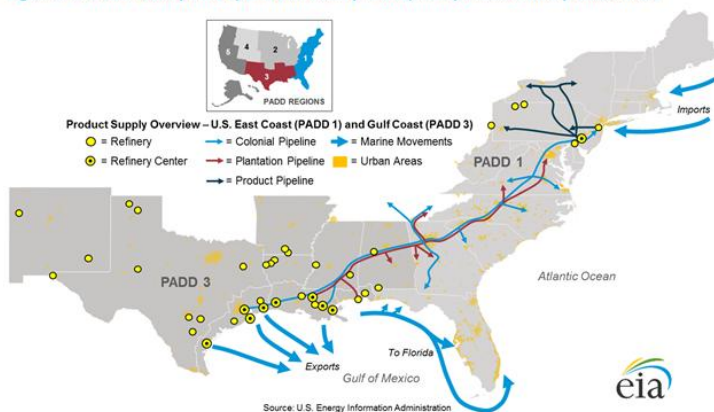 4
5
2
1
3
PADD REGIONS
Product Supply Overview – U.S. East Coast (PADD 1) and Gulf Coast (PADD 3)
= Refinery
= Colonial Pipeline
= Marine Movements
= Refinery Center
= Plantation Pipeline
= Urban Areas
= Product Pipeline
Imports
PADD 1
PADD 3
Atlantic Ocean
To Florida
Exports
Gulf of Mexico
eia
Source: U.S. Energy Information Administration